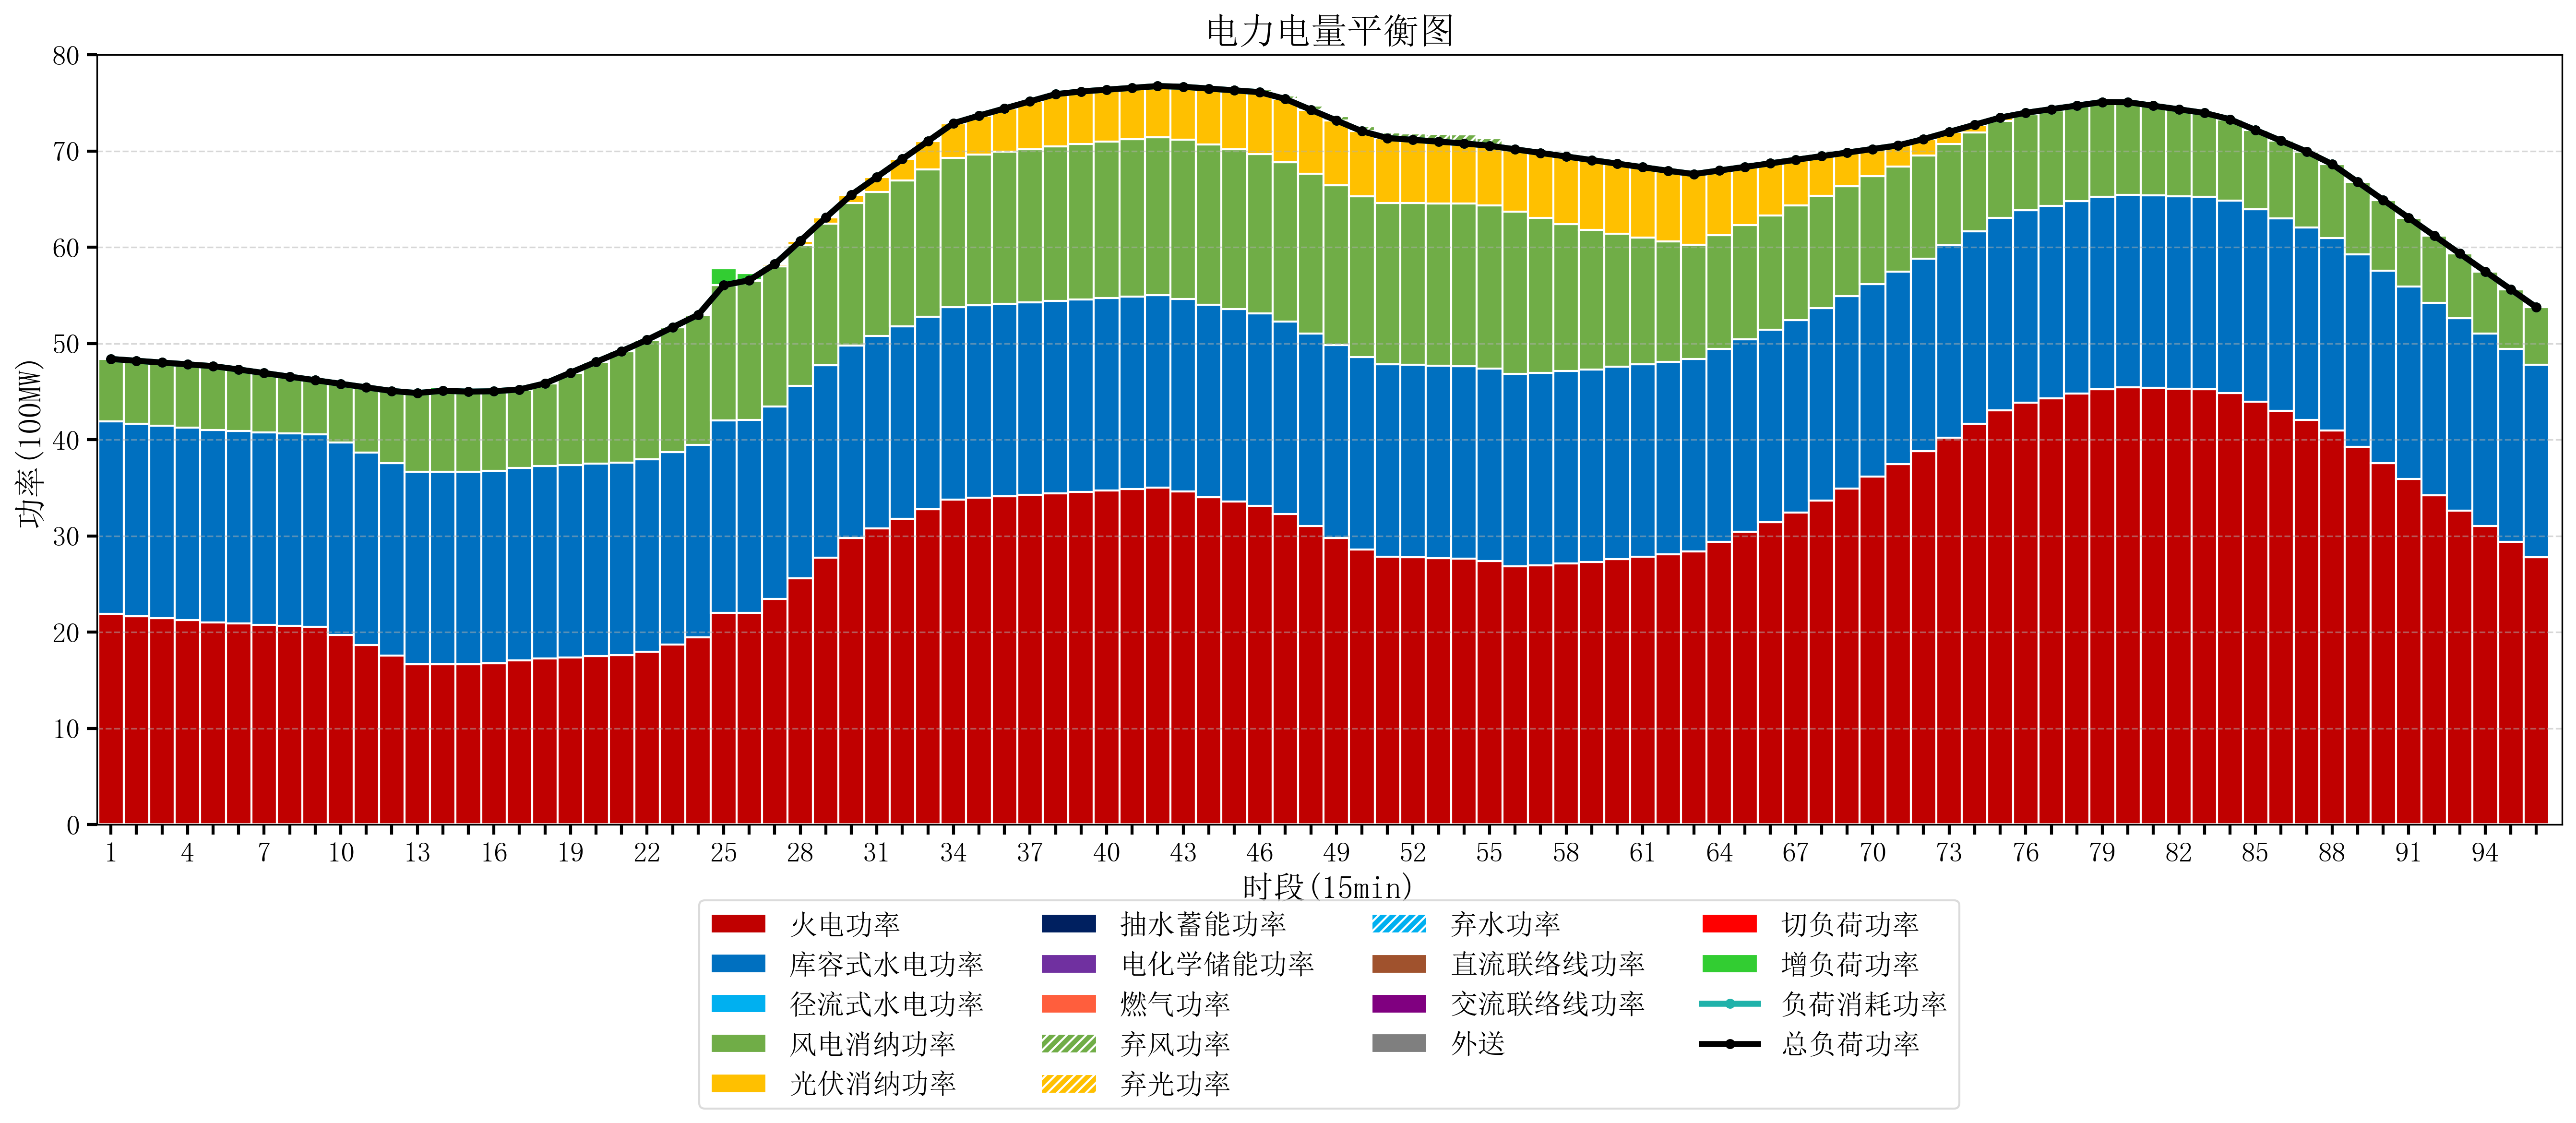 电力电量平衡图
功率(100MW)
80
70
60
50
40
30
20
10
0
1 4 7 10 13 16 19 22 25 28 31 34 37 40 43 46 49 52 55 58 61 64 67 70 73 76 79 82 85 88 91 94
时段(15min)
火电功率 抽水蓄能功率 弃水功率 切负荷功率
库容式水电功率 电化学储能功率 直流联络线功率 增负荷功率
径流式水电功率 燃气功率 交流联络线功率 负荷消耗功率
风电消纳功率 弃风功率 外送 总负荷功率
光伏消纳功率 弃光功率